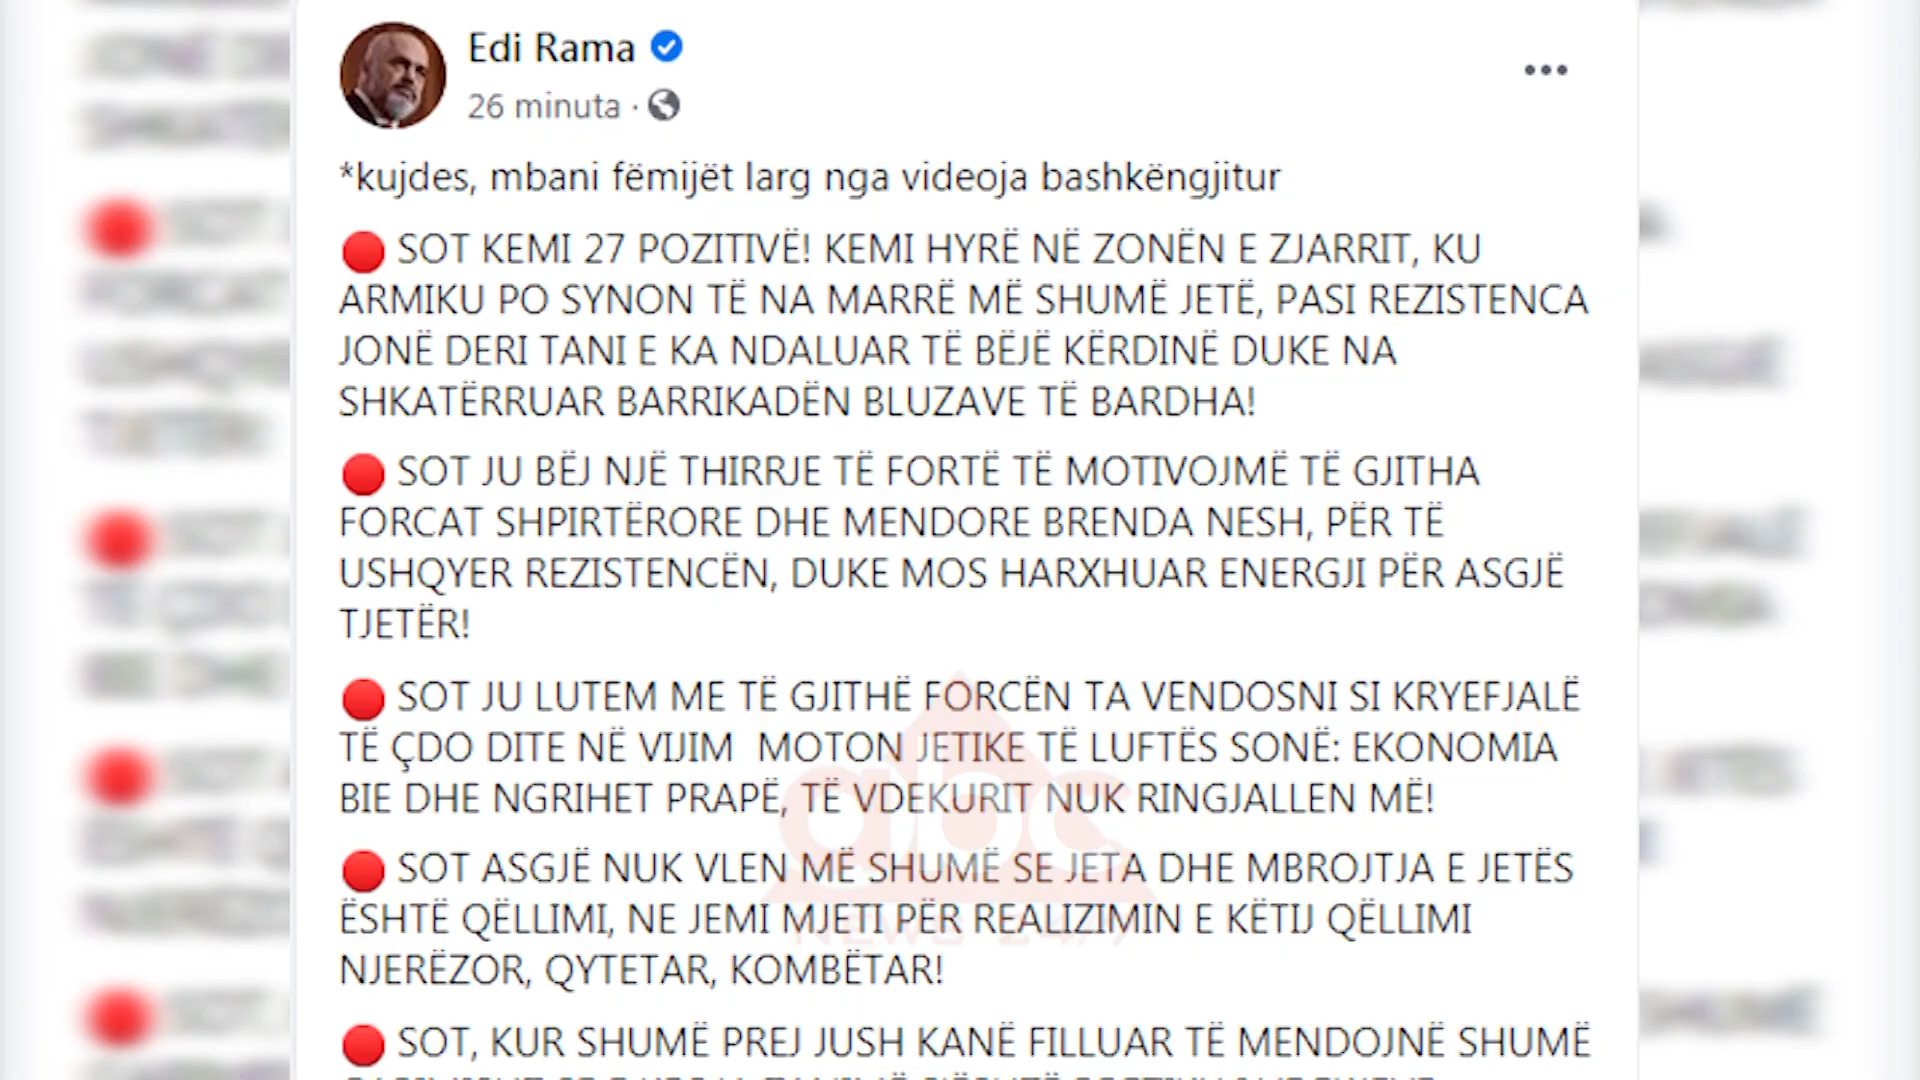 Edi Rama
26 minuta ·
*kujdes, mbani fëmijët larg nga videoja bashkëngjitur
🔴 SOT KEMI 27 POZITIVË! KEMI HYRË NË ZONËN E ZJARRIT, KU
ARMIKU PO SYNON TË NA MARRË MË SHUMË JETË, PASI REZISTENCA
JONË DERI TANI E KA NDALUAR TË BËJË KËRDINË DUKE NA
SHKATËRRUAR BARRIKADËN BLUZAVE TË BARDHA!
🔴 SOT JU BËJ NJË THIRRJE TË FORTË TË MOTIVOJMË TË GJITHA
FORCAT SHPIRTËRORE DHE MENDORE BRENDA NESH, PËR TË
USHQYER REZISTENCËN, DUKE MOS HARXHUAR ENERGJI PËR ASGJË
TJETËR!
🔴 SOT JU LUTEM ME TË GJITHË FORCËN TA VENDOSNI SI KRYEFJALË
TË ÇDO DITE NË VIJIM  MOTON JETIKE TË LUFTËS SONË: EKONOMIA
BIE DHE NGRIHET PRAPË, TË VDEKURIT NUK RINGJALLEN MË!
🔴 SOT ASGJË NUK VLEN MË SHUMË SE JETA DHE MBROJTJA E JETËS
ËSHTË QËLLIMI, NE JEMI MJETI PËR REALIZIMIN E KËTIJ QËLLIMI
NJERËZOR, QYTETAR, KOMBËTAR!
🔴 SOT, KUR SHUMË PREJ JUSH KANË FILLUAR TË MENDOJNË SHUMË
abc
NEWS 24/7